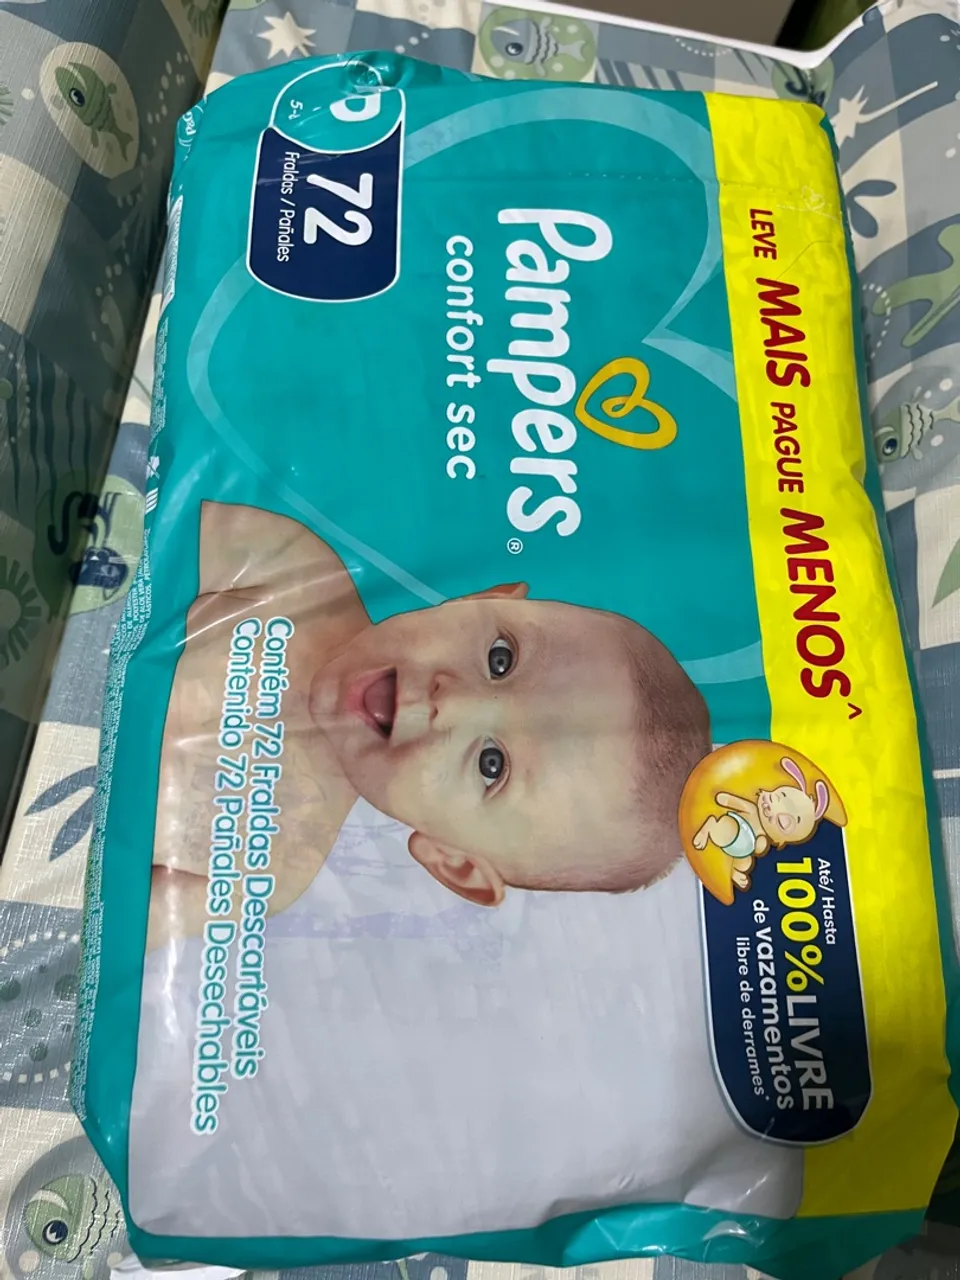 LEVE MAIS PAGUE MENOS^
Pampers®
confort sec
P
72
Fraldas / Pañales
Até/ Hasta
100% LIVRE
de vazamentos
libre de derrames*
Contém 72 Fraldas Descartáveis
Contenido 72 Pañales Desechables